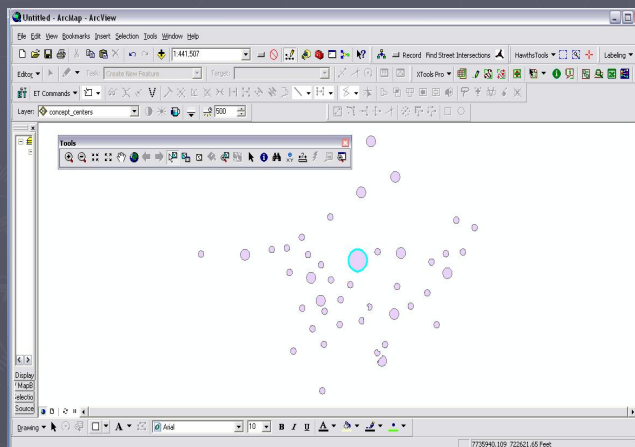 Untitled - ArcMap - ArcView
File Edit View Bookmarks Insert Selection Tools Window Help
1:441,507 Record Find Street Intersections HawthsTools Labeling
Editor Task: Create New Feature Target: XTools Pro
ET Commands
Layer: concept_centers 500
Tools
Display
Source
Drawing Arial 10 B I U A
7735940.109 722621.65 Feet